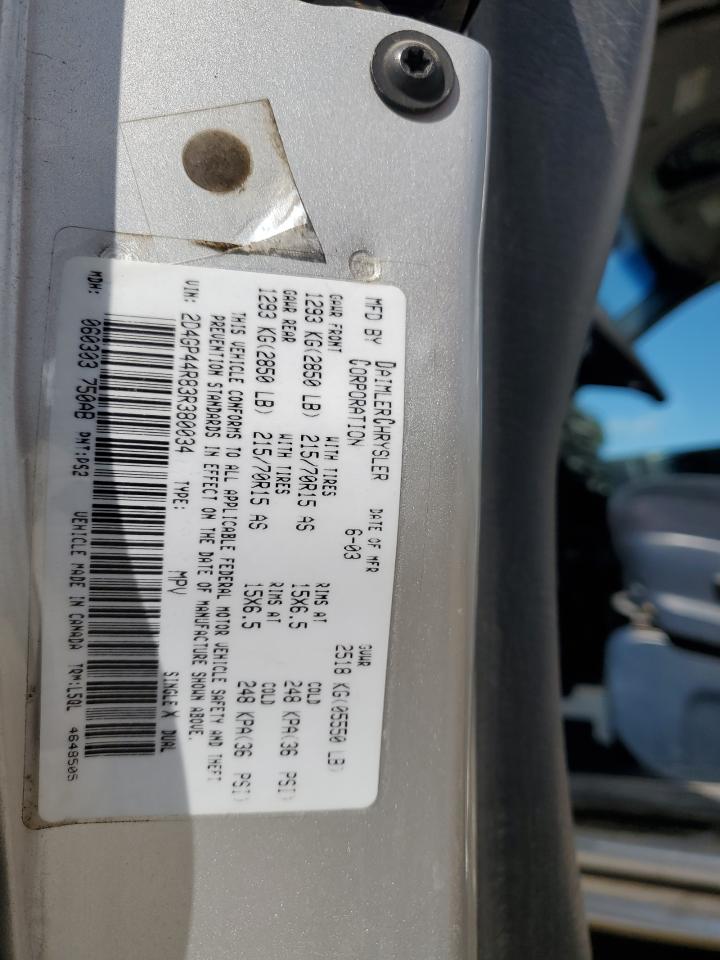 MFD BY DAIMLERCHRYSLER CORPORATION DATE OF MFR 6-03 GVWR 2518 KG(05550 LB)
GAWR FRONT WITH TIRES RIMS AT COLD
1293 KG(2850 LB) 215/70R15 AS 15X6.5 248 KPA(36 PSI)
GAWR REAR WITH TIRES RIMS AT COLD
1293 KG(2850 LB) 215/70R15 AS 15X6.5 248 KPA(36 PSI)
THIS VEHICLE CONFORMS TO ALL APPLICABLE FEDERAL MOTOR VEHICLE SAFETY AND THEFT
PREVENTION STANDARDS IN EFFECT ON THE DATE OF MANUFACTURE SHOWN ABOVE.
VIN: 2D4GP44R83R380034 TYPE: MPV SINGLE X DUAL
MDH: 060303 750AB PNT:PS2 VEHICLE MADE IN CANADA TRM:L5QL 4648505